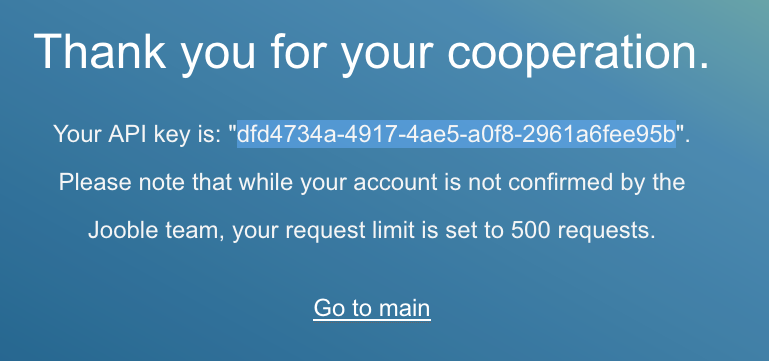 Thank you for your cooperation.
Your API key is: "dfd4734a-4917-4ae5-a0f8-2961a6fee95b".
Please note that while your account is not confirmed by the
Jooble team, your request limit is set to 500 requests.
Go to main